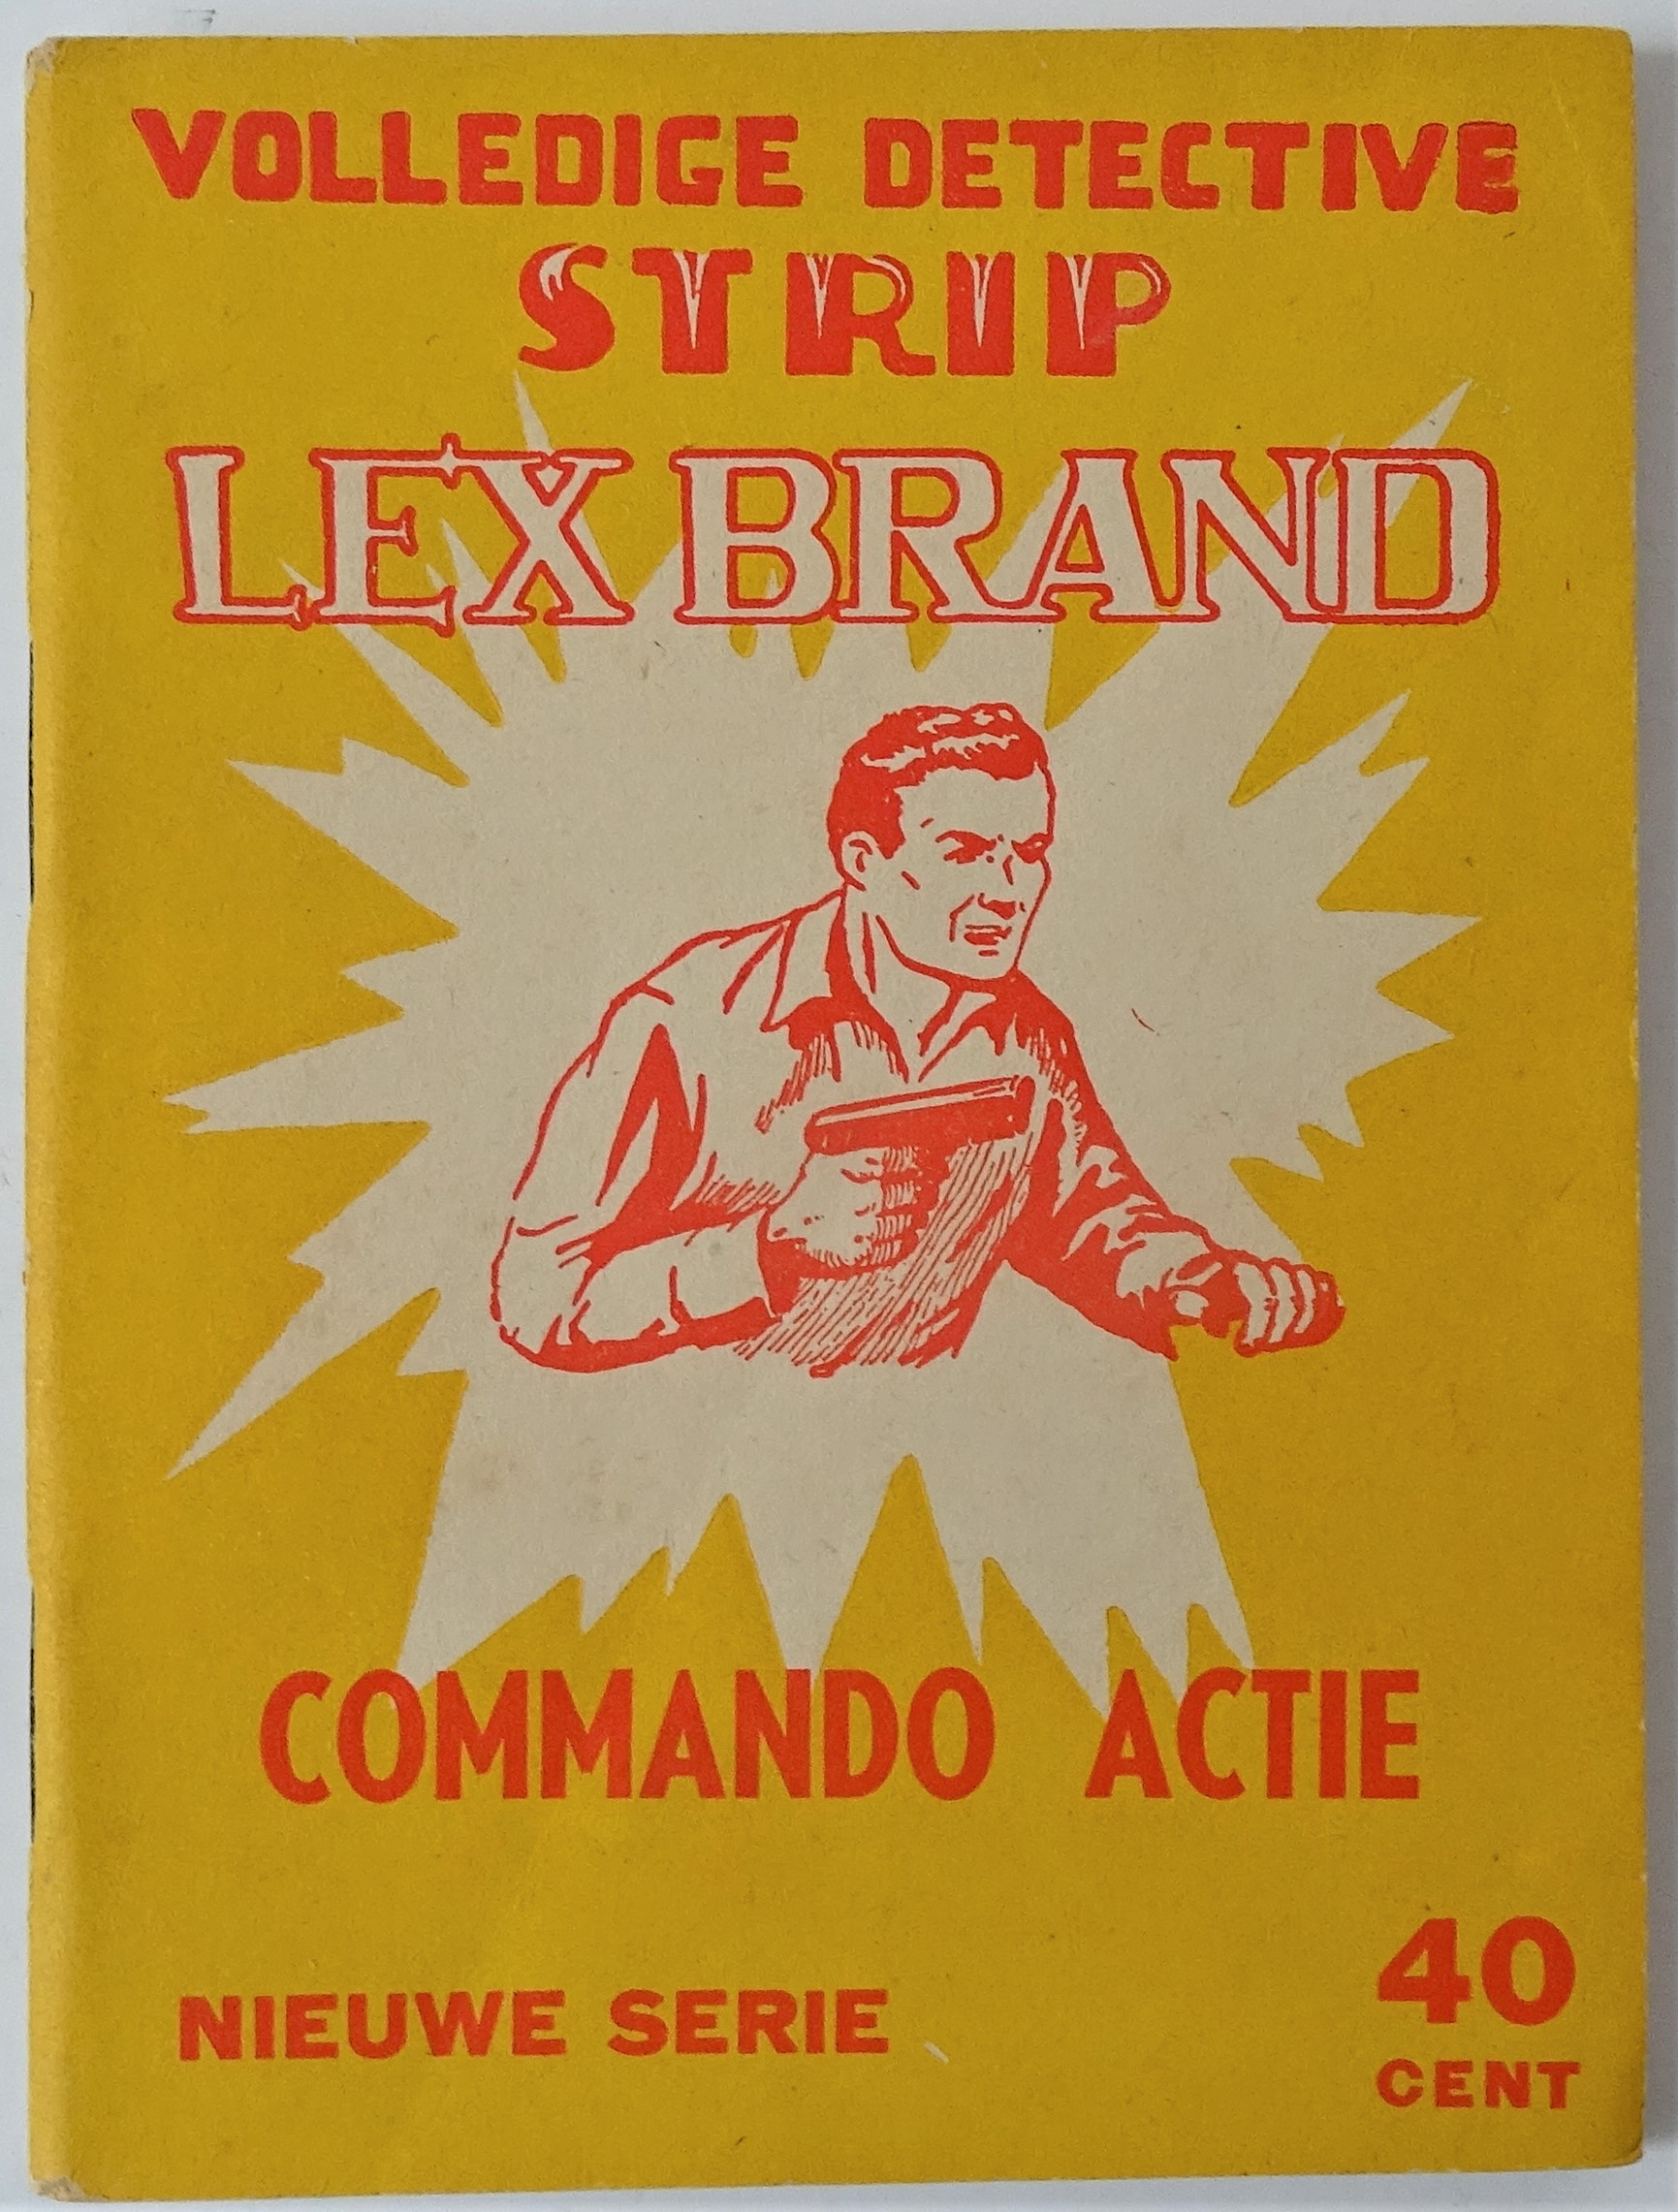 VOLLEDIGE DETECTIVE
STRIP
LEX BRAND
COMMANDO ACTIE
NIEUWE SERIE
40
CENT